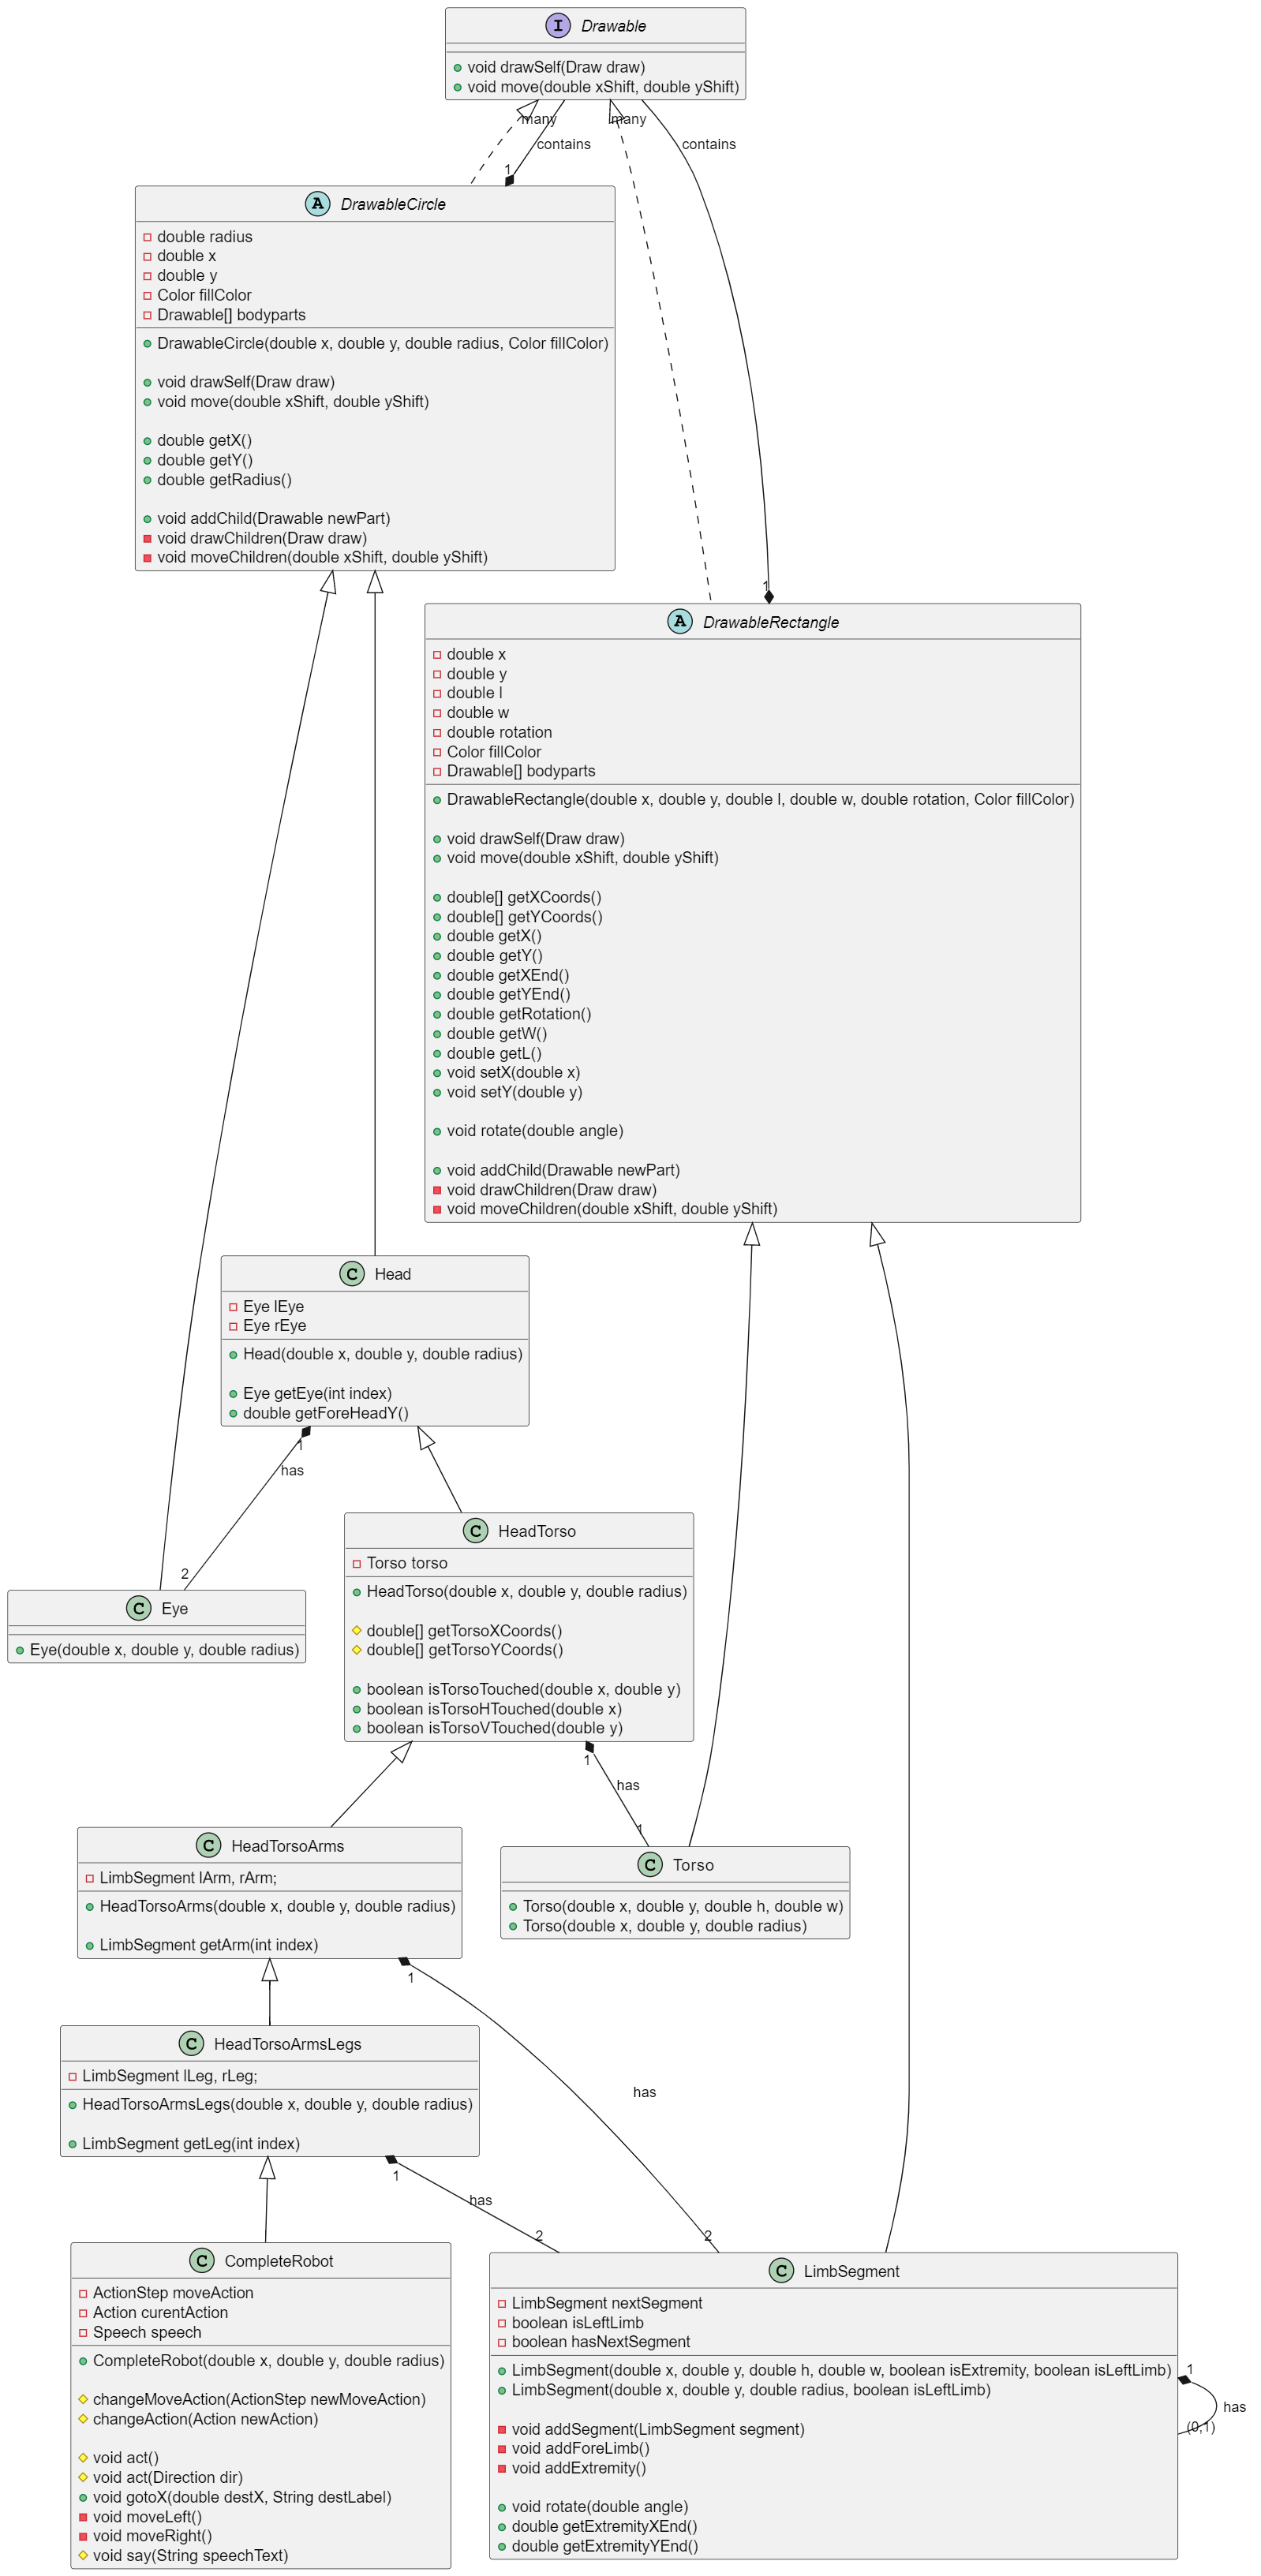 I Drawable
void drawSelf(Draw draw)
void move(double xShift, double yShift)
many
many
contains
contains
1
A DrawableCircle
double radius
double x
double y
Color fillColor
Drawable[] bodyparts
DrawableCircle(double x, double y, double radius, Color fillColor)
void drawSelf(Draw draw)
void move(double xShift, double yShift)
double getX()
double getY()
double getRadius()
void addChild(Drawable newPart)
void drawChildren(Draw draw)
void moveChildren(double xShift, double yShift)
1
A DrawableRectangle
double x
double y
double l
double w
double rotation
Color fillColor
Drawable[] bodyparts
DrawableRectangle(double x, double y, double l, double w, double rotation, Color fillColor)
void drawSelf(Draw draw)
void move(double xShift, double yShift)
double[] getXCoords()
double[] getYCoords()
double getX()
double getY()
double getXEnd()
double getYEnd()
double getRotation()
double getW()
double getL()
void setX(double x)
void setY(double y)
void rotate(double angle)
void addChild(Drawable newPart)
void drawChildren(Draw draw)
void moveChildren(double xShift, double yShift)
C Head
Eye lEye
Eye rEye
Head(double x, double y, double radius)
Eye getEye(int index)
double getForeHeadY()
1
has
2
C HeadTorso
Torso torso
HeadTorso(double x, double y, double radius)
double[] getTorsoXCoords()
double[] getTorsoYCoords()
boolean isTorsoTouched(double x, double y)
boolean isTorsoHTouched(double x)
boolean isTorsoVTouched(double y)
C Eye
Eye(double x, double y, double radius)
1
has
1
C HeadTorsoArms
LimbSegment lArm, rArm;
HeadTorsoArms(double x, double y, double radius)
LimbSegment getArm(int index)
C Torso
Torso(double x, double y, double h, double w)
Torso(double x, double y, double radius)
1
has
2
C HeadTorsoArmsLegs
LimbSegment lLeg, rLeg;
HeadTorsoArmsLegs(double x, double y, double radius)
LimbSegment getLeg(int index)
1
has
2
C CompleteRobot
ActionStep moveAction
Action curentAction
Speech speech
CompleteRobot(double x, double y, double radius)
changeMoveAction(ActionStep newMoveAction)
changeAction(Action newAction)
void act()
void act(Direction dir)
void gotoX(double destX, String destLabel)
void moveLeft()
void moveRight()
void say(String speechText)
C LimbSegment
LimbSegment nextSegment
boolean isLeftLimb
boolean hasNextSegment
LimbSegment(double x, double y, double h, double w, boolean isExtremity, boolean isLeftLimb)
LimbSegment(double x, double y, double radius, boolean isLeftLimb)
void addSegment(LimbSegment segment)
void addForeLimb()
void addExtremity()
void rotate(double angle)
double getExtremityXEnd()
double getExtremityYEnd()
1
has
(0,1)